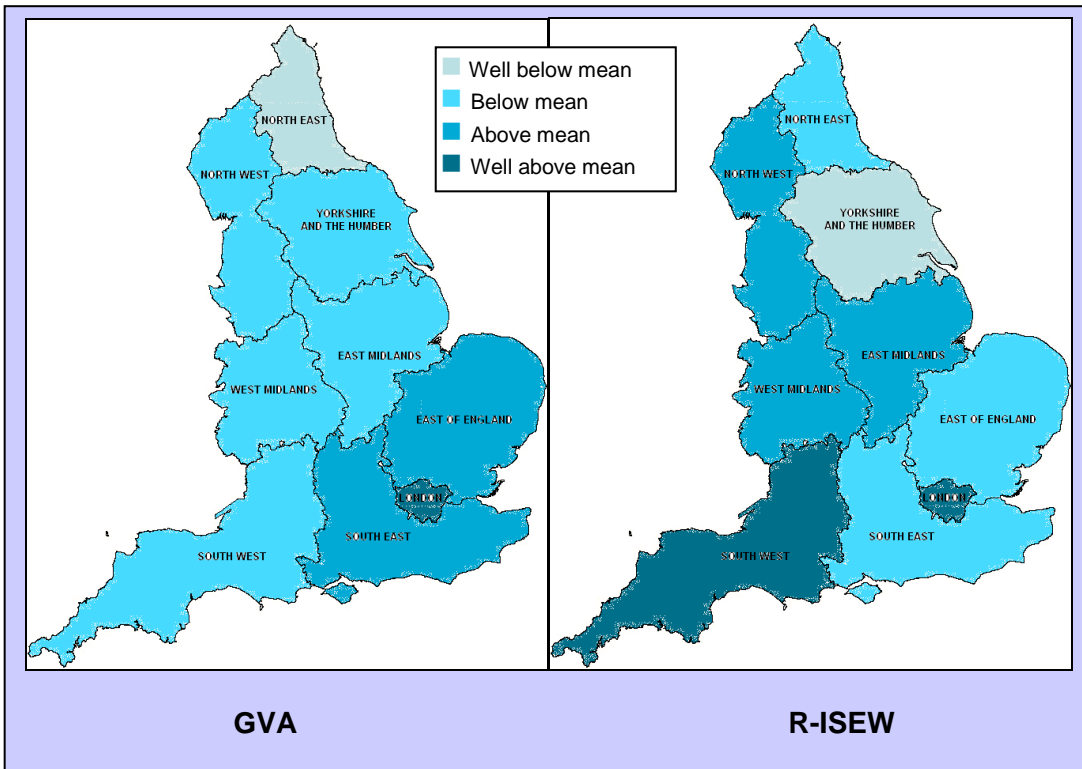 Well below mean
Below mean
Above mean
Well above mean
NORTH EAST
NORTH WEST
YORKSHIRE
AND THE HUMBER
EAST MIDLANDS
WEST MIDLANDS
EAST OF ENGLAND
LONDON
SOUTH EAST
SOUTH WEST
GVA
NORTH EAST
NORTH WEST
YORKSHIRE
AND THE HUMBER
EAST MIDLANDS
WEST MIDLANDS
EAST OF ENGLAND
LONDON
SOUTH EAST
SOUTH WEST
R-ISEW